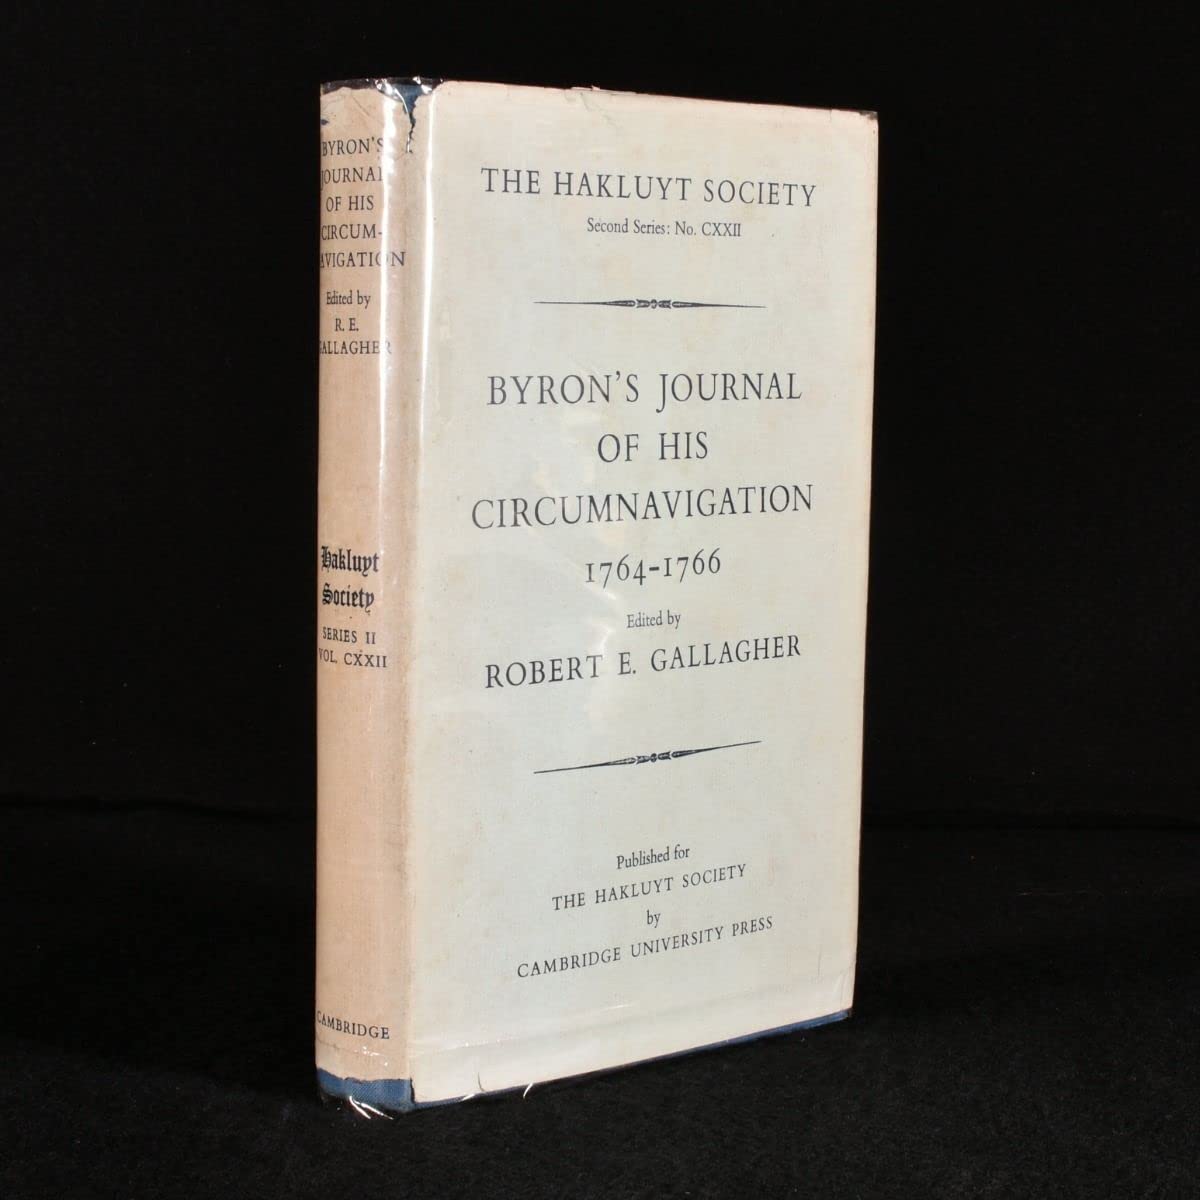 BYRON'S
JOURNAL
OF HIS
CIRCUM-
AVIGATION
Edited by
R. E.
GALLAGHER
Hakluyt
Society
SERIES II
VOL. CXXII
CAMBRIDGE
THE HAKLUYT SOCIETY
Second Series: No. CXXII
BYRON'S JOURNAL
OF HIS
CIRCUMNAVIGATION
1764-1766
Edited by
ROBERT E. GALLAGHER
Published for
THE HAKLUYT SOCIETY
by
CAMBRIDGE UNIVERSITY PRESS